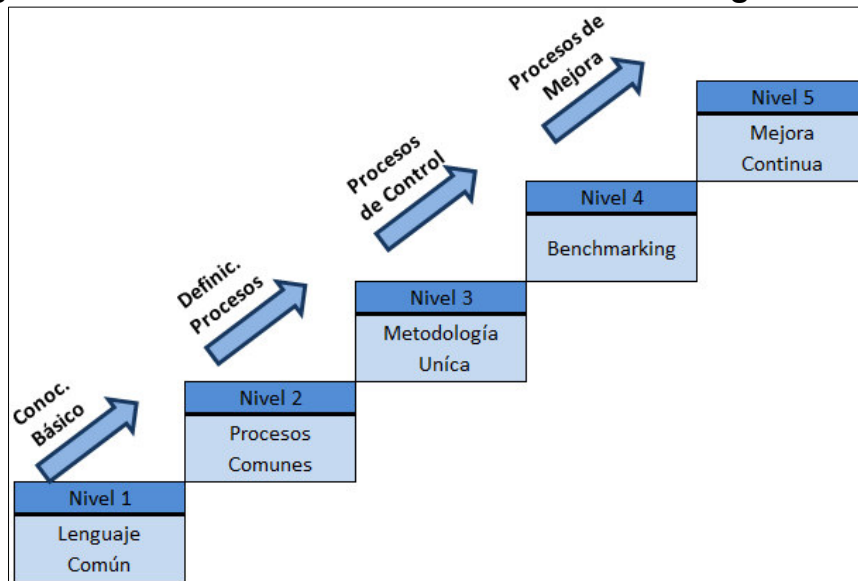 Procesos de
Mejora
Nivel 5
Mejora
Continua
Procesos
de Control
Nivel 4
Benchmarking
Definic.
Procesos
Nivel 3
Metodología
Uníca
Conoc.
Básico
Nivel 2
Procesos
Comunes
Nivel 1
Lenguaje
Común